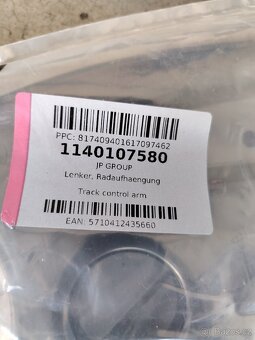 PPC: 817409401617097462
1140107580
JP GROUP
Lenker, Radaufhaengung
Track control arm
EAN: 5710412435660